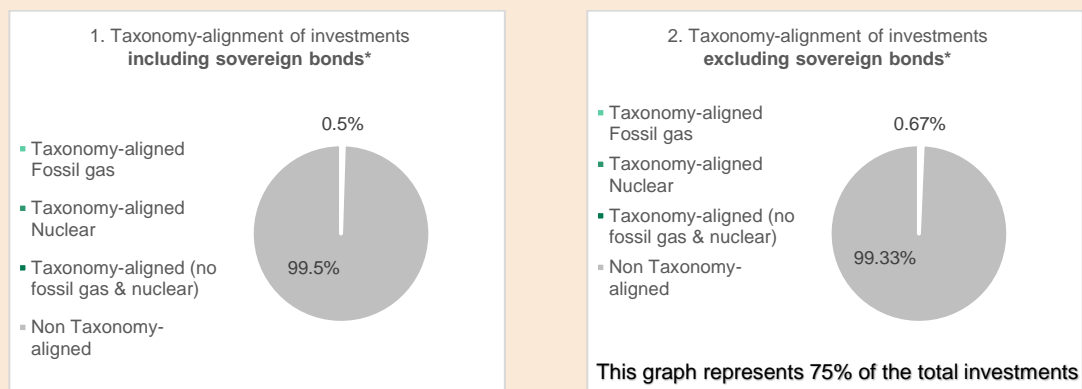 1. Taxonomy-alignment of investments
including sovereign bonds*
0.5%
Taxonomy-aligned
Fossil gas
Taxonomy-aligned
Nuclear
Taxonomy-aligned (no
fossil gas & nuclear)
Non Taxonomy-
aligned
99.5%
2. Taxonomy-alignment of investments
excluding sovereign bonds*
Taxonomy-aligned
Fossil gas
Taxonomy-aligned
Nuclear
Taxonomy-aligned (no
fossil gas & nuclear)
Non Taxonomy-
aligned
0.67%
99.33%
This graph represents 75% of the total investments